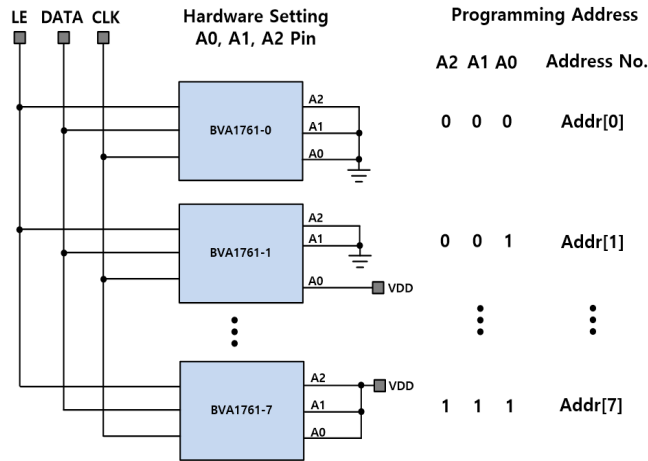 LE DATA CLK
Hardware Setting
A0, A1, A2 Pin
Programming Address
A2 A1 A0 Address No.
BVA1761-0
A2
A1
A0
0 0 0 Addr[0]
BVA1761-1
A2
A1
A0
VDD
0 0 1 Addr[1]
BVA1761-7
A2
A1
A0
VDD
1 1 1 Addr[7]